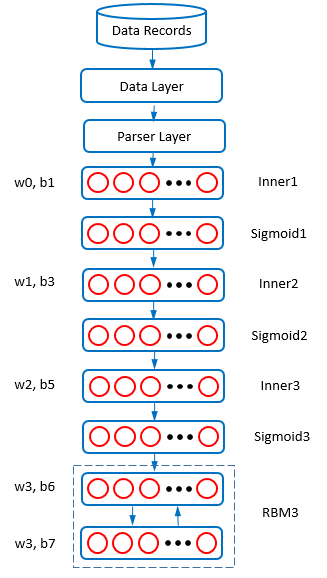 Data Records
Data Layer
Parser Layer
w0, b1 Inner1
Sigmoid1
w1, b3 Inner2
Sigmoid2
w2, b5 Inner3
Sigmoid3
w3, b6
RBM3
w3, b7